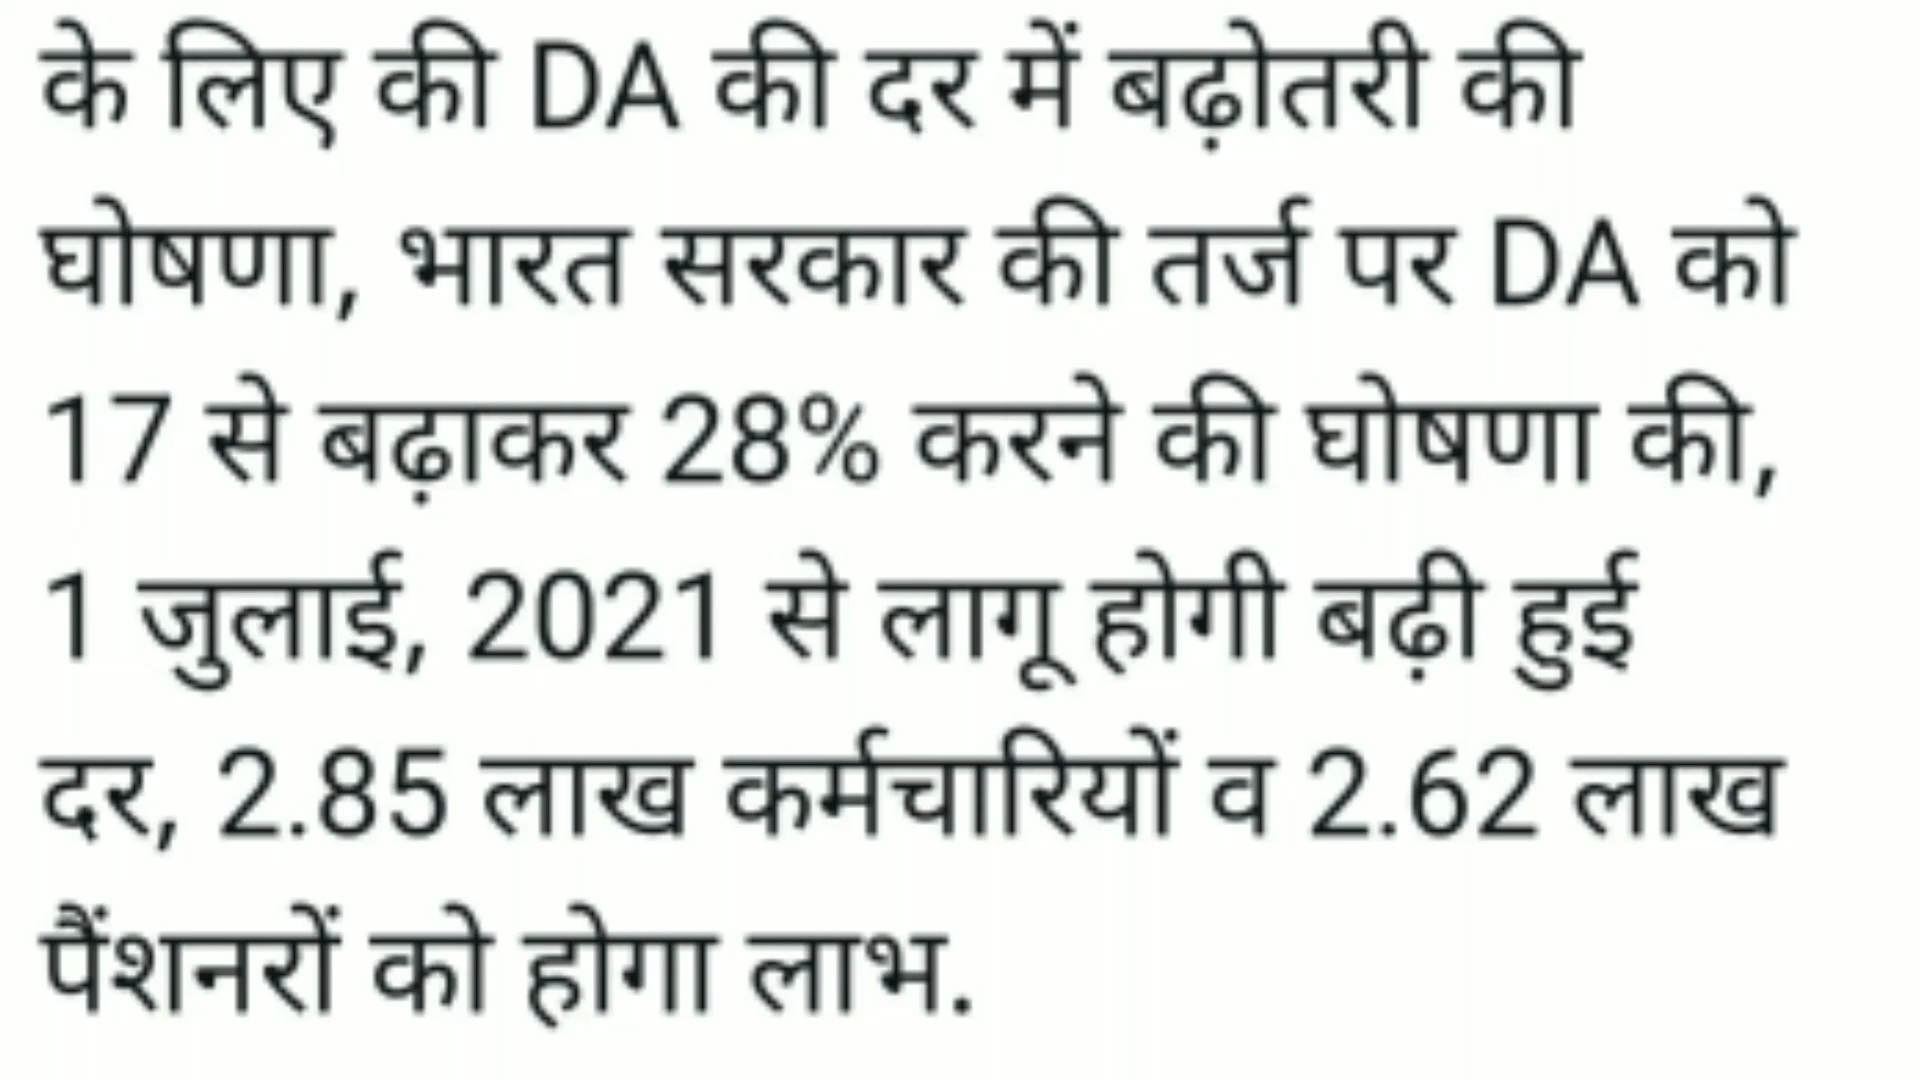 के लिए की DA की दर में बढ़ोतरी की
घोषणा, भारत सरकार की तर्ज पर DA को
17 से बढ़ाकर 28% करने की घोषणा की,
1 जुलाई, 2021 से लागू होगी बढ़ी हुई
दर, 2.85 लाख कर्मचारियों व 2.62 लाख
पैंशनरों को होगा लाभ.